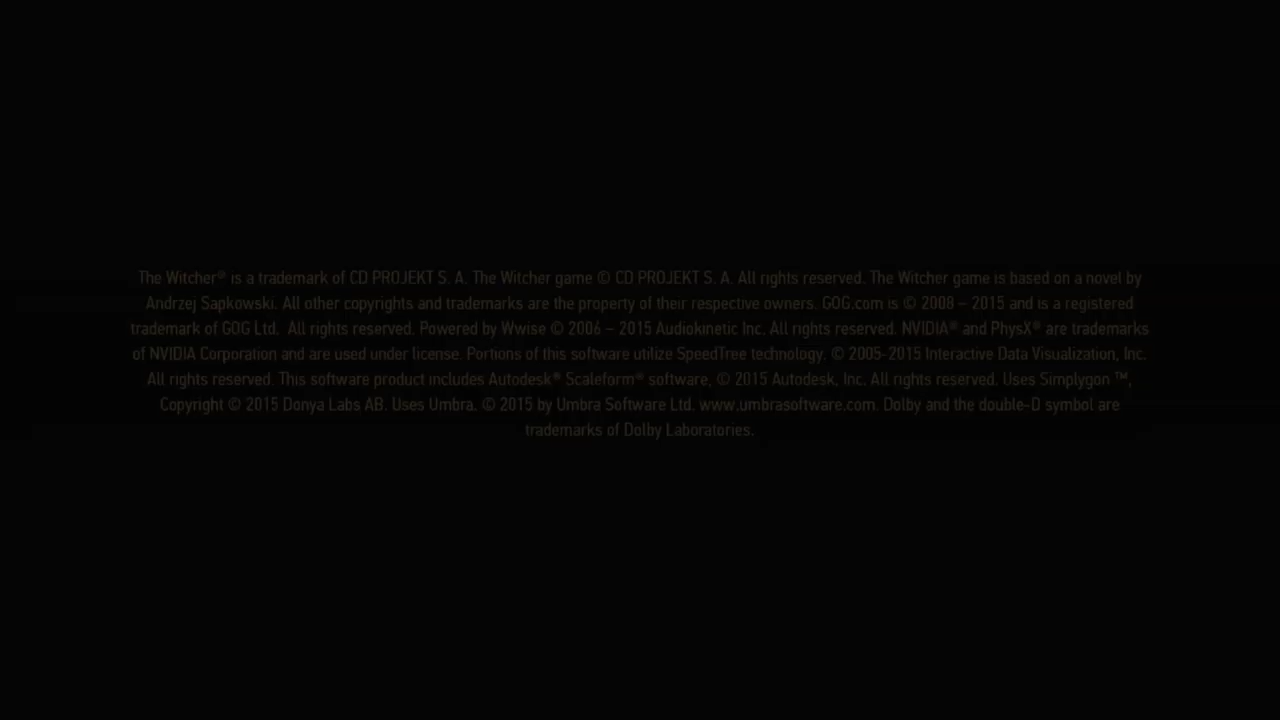 The Witcher® is a trademark of CD PROJEKT S. A. The Witcher game © CD PROJEKT S. A. All rights reserved. The Witcher game is based on a novel by
Andrzej Sapkowski. All other copyrights and trademarks are the property of their respective owners. GOG.com is © 2008 – 2015 and is a registered
trademark of GOG Ltd. All rights reserved. Powered by Wwise © 2006 – 2015 Audiokinetic Inc. All rights reserved. NVIDIA® and PhysX® are trademarks
of NVIDIA Corporation and are used under license. Portions of this software utilize SpeedTree technology. © 2005-2015 Interactive Data Visualization, Inc.
All rights reserved. This software product includes Autodesk® Scaleform® software, © 2015 Autodesk, Inc. All rights reserved. Uses Simplygon ™,
Copyright © 2015 Donya Labs AB. Uses Umbra. © 2015 by Umbra Software Ltd. www.umbrasoftware.com. Dolby and the double-D symbol are
trademarks of Dolby Laboratories.